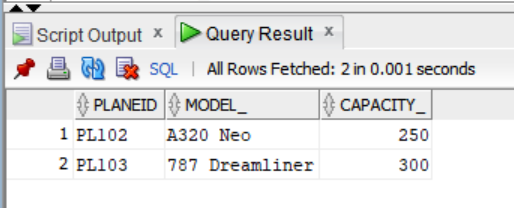 Script Output x Query Result x
SQL | All Rows Fetched: 2 in 0.001 seconds
PLANEID MODEL_ CAPACITY_
1 PL102 A320 Neo 250
2 PL103 787 Dreamliner 300